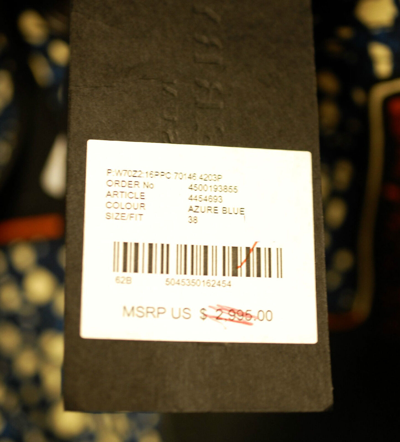 P.W70Z2.16PPC 70146 4203P
ORDER No 4500193855
ARTICLE 4454693
COLOUR AZURE BLUE
SIZE/FIT 38
62B 5045350162454
MSRP US $ 2,995.00